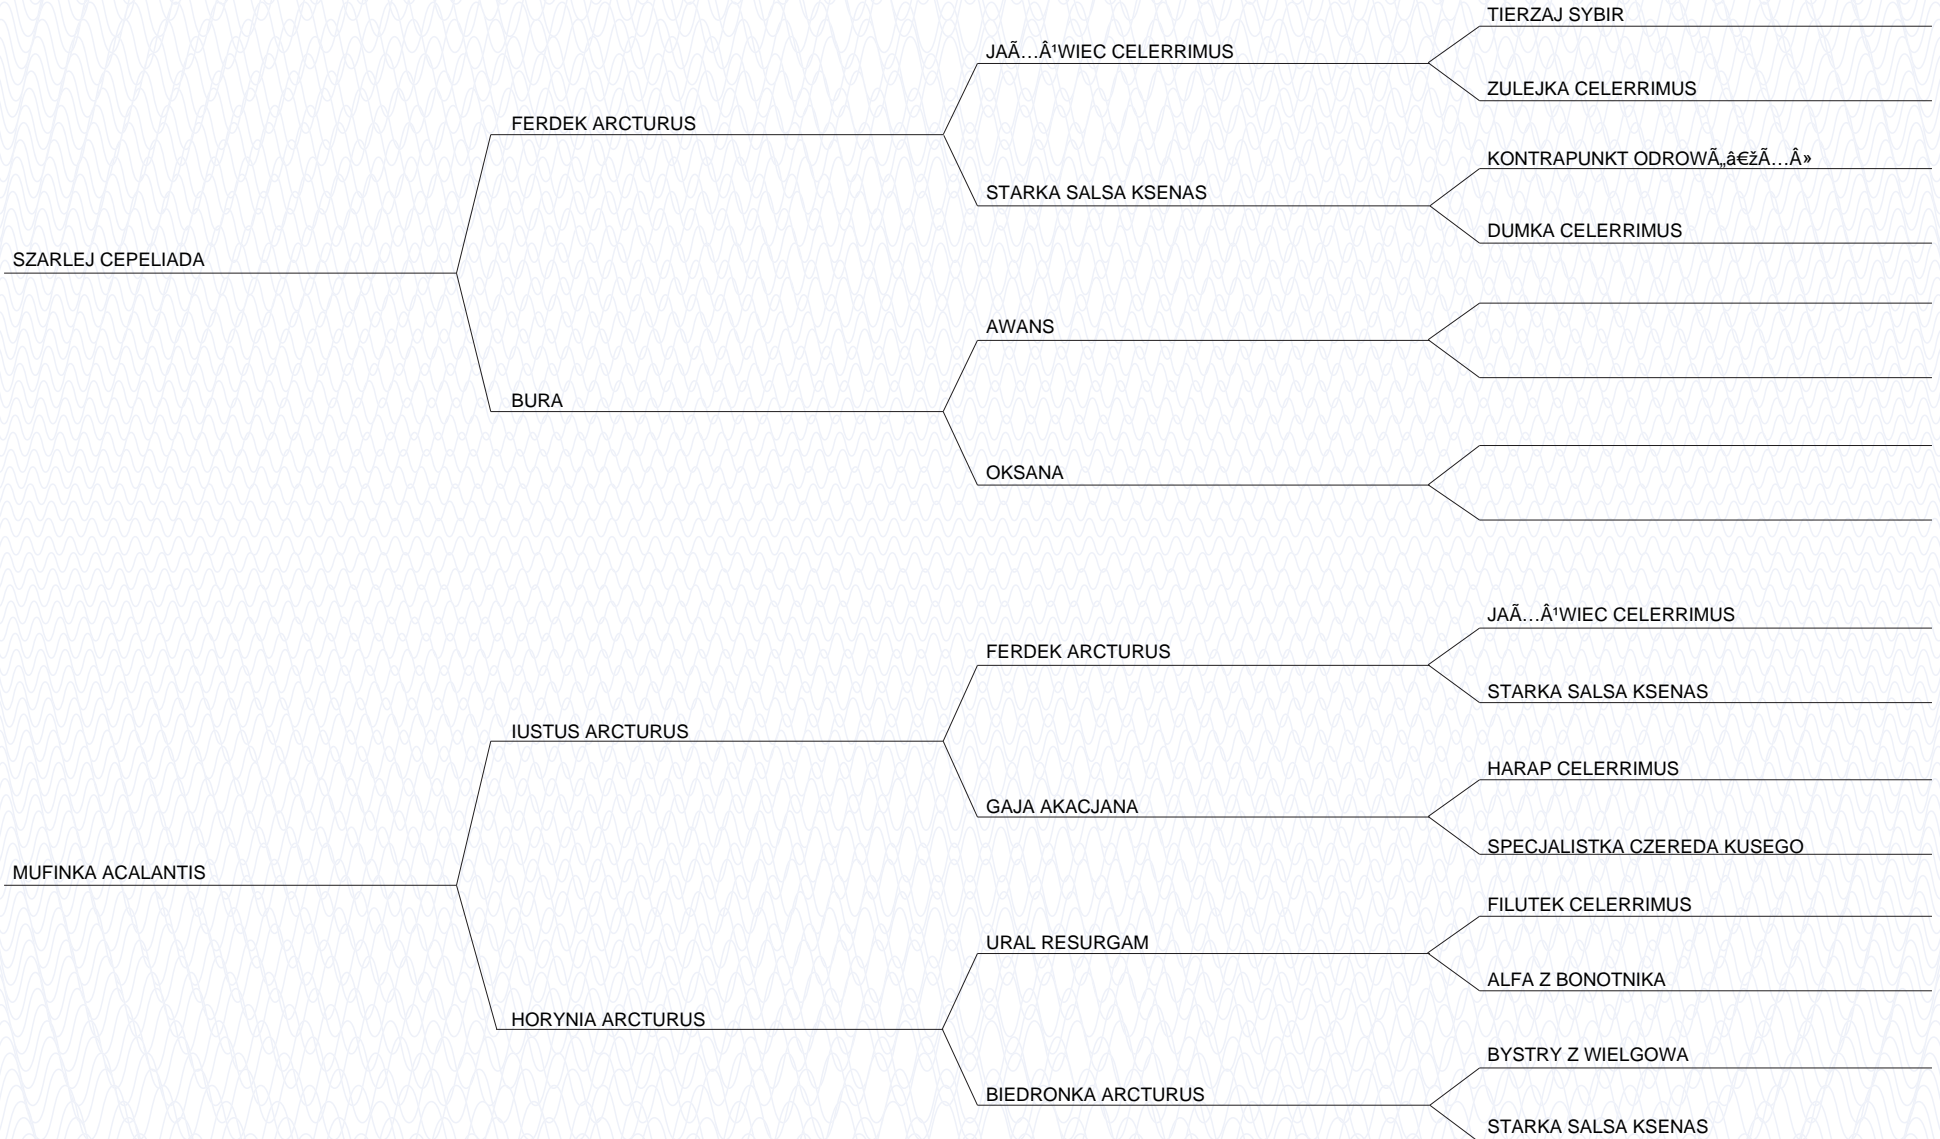 TIERZAJ SYBIR
JAÃ…Â¹WIEC CELERRIMUS
ZULEJKA CELERRIMUS
FERDEK ARCTURUS
KONTRAPUNKT ODROWÃ„â€žÃ…Â»
STARKA SALSA KSENAS
DUMKA CELERRIMUS
SZARLEJ CEPELIADA
AWANS
BURA
OKSANA
JAÃ…Â¹WIEC CELERRIMUS
FERDEK ARCTURUS
STARKA SALSA KSENAS
IUSTUS ARCTURUS
HARAP CELERRIMUS
GAJA AKACJANA
SPECJALISTKA CZEREDA KUSEGO
MUFINKA ACALANTIS
FILUTEK CELERRIMUS
URAL RESURGAM
ALFA Z BONOTNIKA
HORYNIA ARCTURUS
BYSTRY Z WIELGOWA
BIEDRONKA ARCTURUS
STARKA SALSA KSENAS